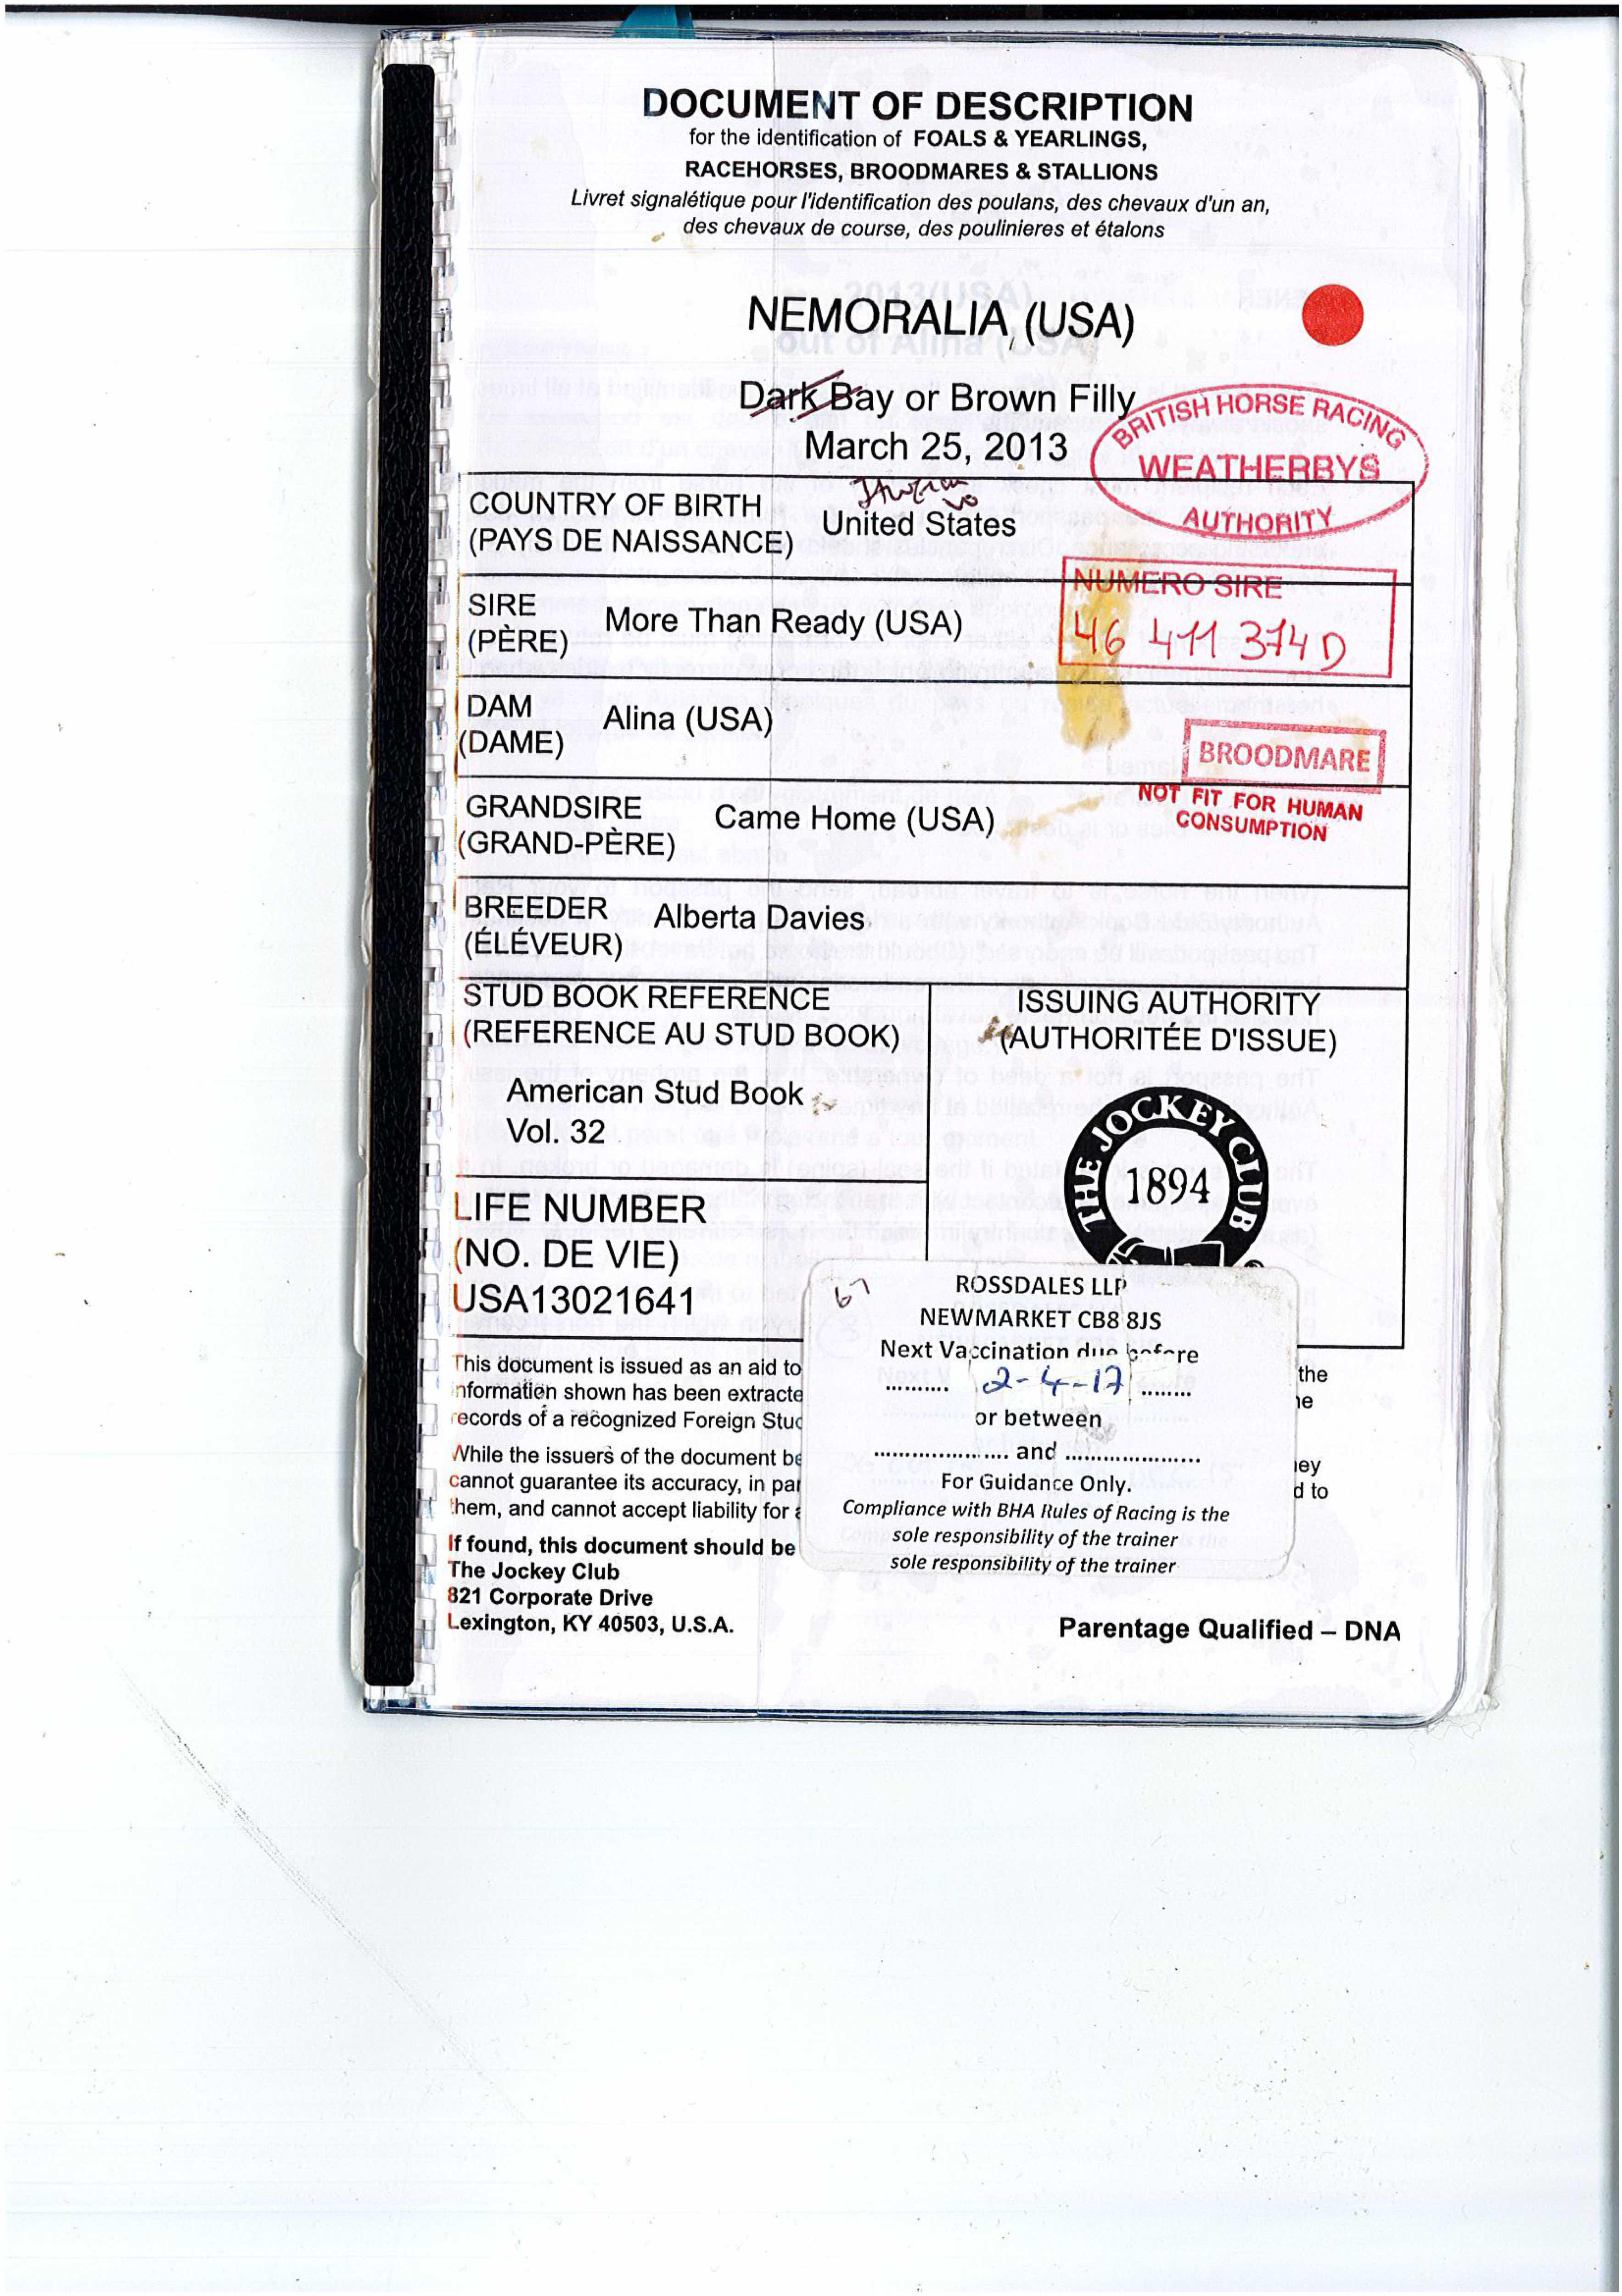 DOCUMENT OF DESCRIPTION
for the identification of FOALS & YEARLINGS,
RACEHORSES, BROODMARES & STALLIONS
Livret signalétique pour l'identification des poulans, des chevaux d'un an,
des chevaux de course, des poulinieres et étalons
NEMORALIA (USA)
Dark Bay or Brown Filly
March 25, 2013
BRITISH HORSE RACING
WEATHERBYS
AUTHORITY
COUNTRY OF BIRTH
(PAYS DE NAISSANCE)
United States
NUMERO SIRE
46 411 374 D
SIRE
(PÈRE)
More Than Ready (USA)
DAM
(DAME)
Alina (USA)
BROODMARE
NOT FIT FOR HUMAN
CONSUMPTION
GRANDSIRE
(GRAND-PÈRE)
Came Home (USA)
BREEDER
(ÉLÉVEUR)
Alberta Davies
STUD BOOK REFERENCE
(REFERENCE AU STUD BOOK)
American Stud Book
Vol. 32
ISSUING AUTHORITY
(AUTHORITÉE D'ISSUE)
THE JOCKEY CLUB
1894
LIFE NUMBER
(NO. DE VIE)
USA13021641
ROSSDALES LLP
NEWMARKET CB8 8JS
Next Vaccination due before
2-4-17
or between
and
For Guidance Only.
Compliance with BHA Rules of Racing is the
sole responsibility of the trainer
sole responsibility of the trainer
This document is issued as an aid to
the
information shown has been extracte
records of a recognized Foreign Stud
While the issuers of the document be
cannot guarantee its accuracy, in par
d to
them, and cannot accept liability for a
If found, this document should be
The Jockey Club
821 Corporate Drive
Lexington, KY 40503, U.S.A.
Parentage Qualified – DNA